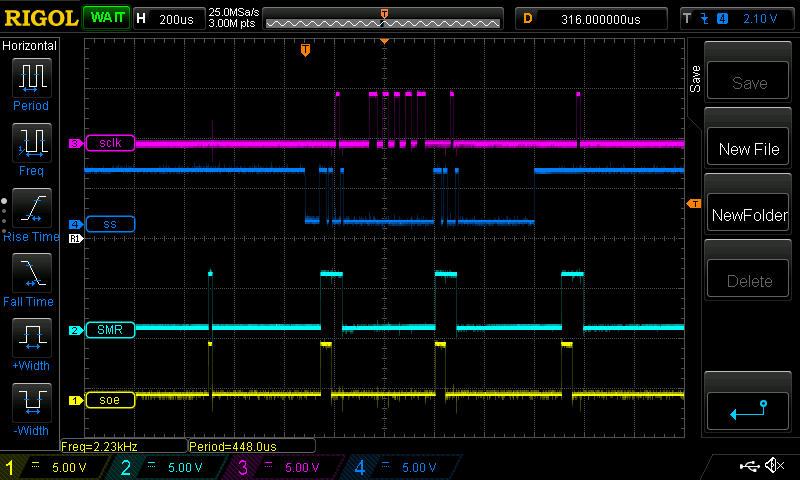 RIGOL WAIT H 200us 25.0MSa/s 3.00M pts T D 316.000000us T 4 2.10 V
Horizontal
Period
Freq
Rise Time
Fall Time
+Width
-Width
T
3 sclk
4 ss
R1
2 SMR
1 soe
T
Freq=2.23kHz Period=448.0us
1 5.00 V 2 5.00 V 3 5.00 V 4 5.00 V
Save
Save
New File
NewFolder
Delete